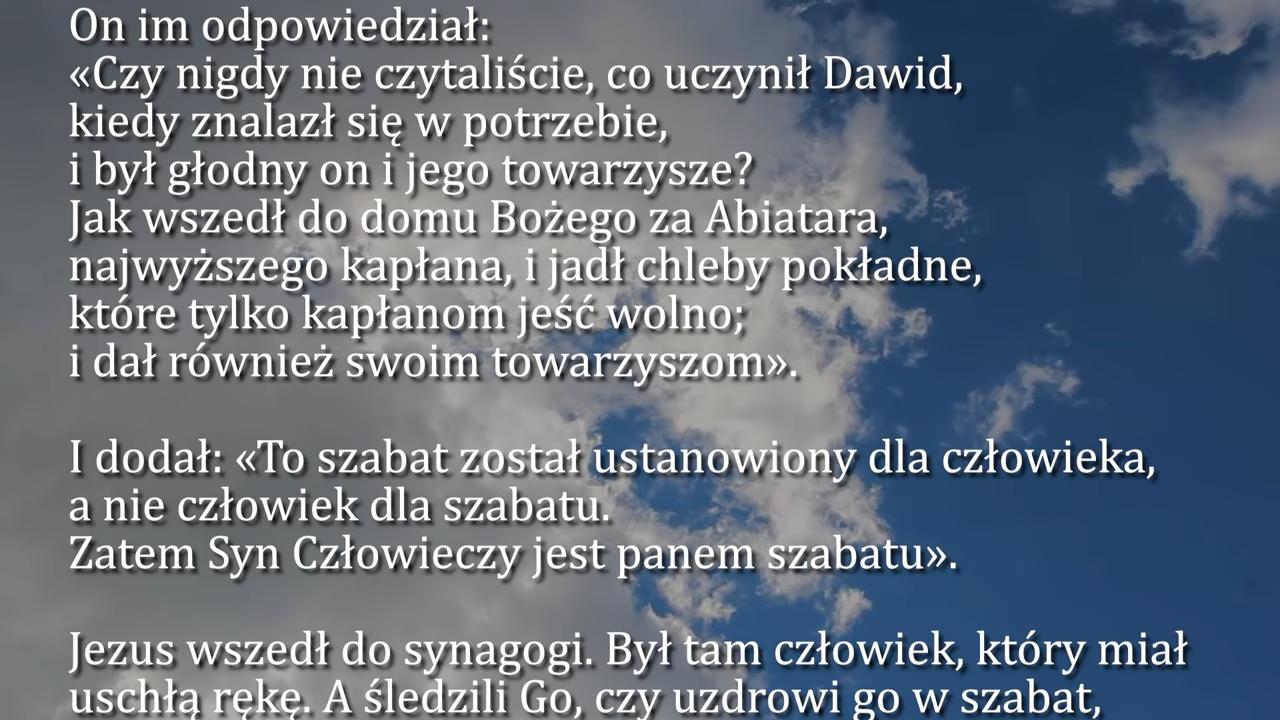 On im odpowiedział:
«Czy nigdy nie czytaliście, co uczynił Dawid,
kiedy znalazł się w potrzebie,
i był głodny on i jego towarzysze?
Jak wszedł do domu Bożego za Abiatara,
najwyższego kapłana, i jadł chleby pokładne,
które tylko kapłanom jeść wolno;
i dał również swoim towarzyszom».
I dodał: «To szabat został ustanowiony dla człowieka,
a nie człowiek dla szabatu.
Zatem Syn Człowieczy jest panem szabatu».
Jezus wszedł do synagogi. Był tam człowiek, który miał
uschłą rękę. A śledzili Go, czy uzdrowi go w szabat,